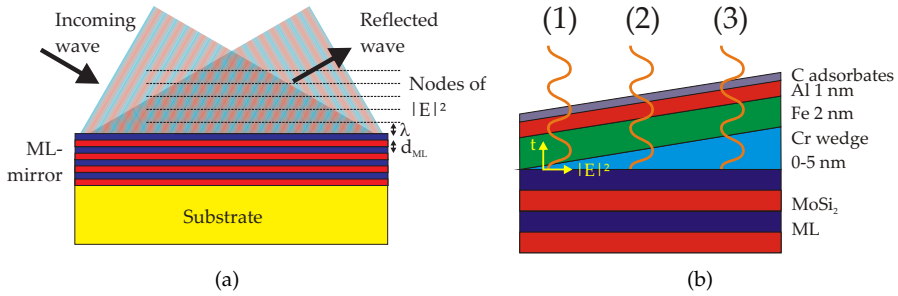 Incoming
wave
Reflected
wave
Nodes of
|E|²
λ
d_ML
ML-
mirror
Substrate
(a)
(1)
(2)
(3)
C adsorbates
Al 1 nm
Fe 2 nm
Cr wedge
0-5 nm
t
|E|²
MoSi₂
ML
(b)